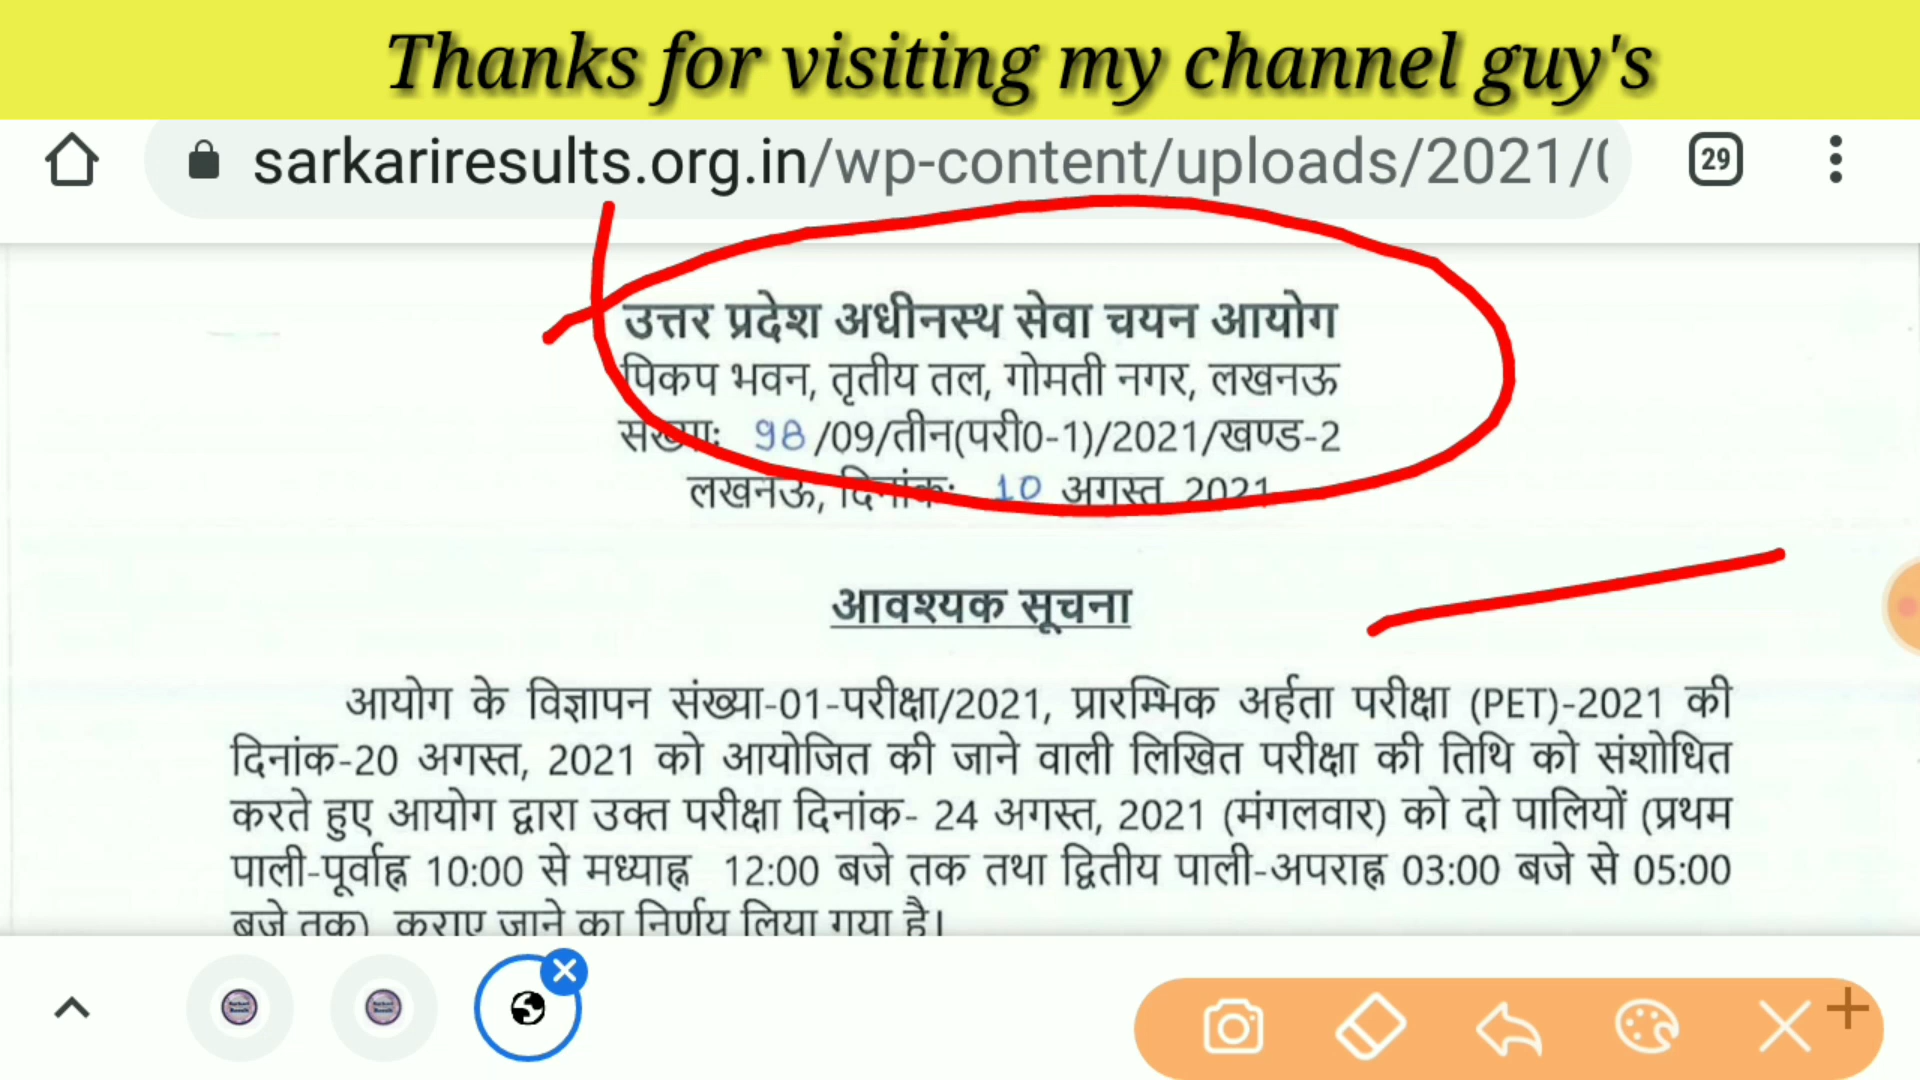 Thanks for visiting my channel guy's
sarkariresults.org.in/wp-content/uploads/2021/
29
उत्तर प्रदेश अधीनस्थ सेवा चयन आयोग
पिकप भवन, तृतीय तल, गोमती नगर, लखनऊ
संख्याः 98 /09/तीन(परी0-1)/2021/खण्ड-2
लखनऊ, दिनांकः 10 अगस्त 2021
आवश्यक सूचना
आयोग के विज्ञापन संख्या-01-परीक्षा/2021, प्रारम्भिक अर्हता परीक्षा (PET)-2021 की
दिनांक-20 अगस्त, 2021 को आयोजित की जाने वाली लिखित परीक्षा की तिथि को संशोधित
करते हुए आयोग द्वारा उक्त परीक्षा दिनांक- 24 अगस्त, 2021 (मंगलवार) को दो पालियों (प्रथम
पाली-पूर्वाह्न 10:00 से मध्याह्न 12:00 बजे तक तथा द्वितीय पाली-अपराह्न 03:00 बजे से 05:00
बजे तक) कराए जाने का निर्णय लिया गया है।